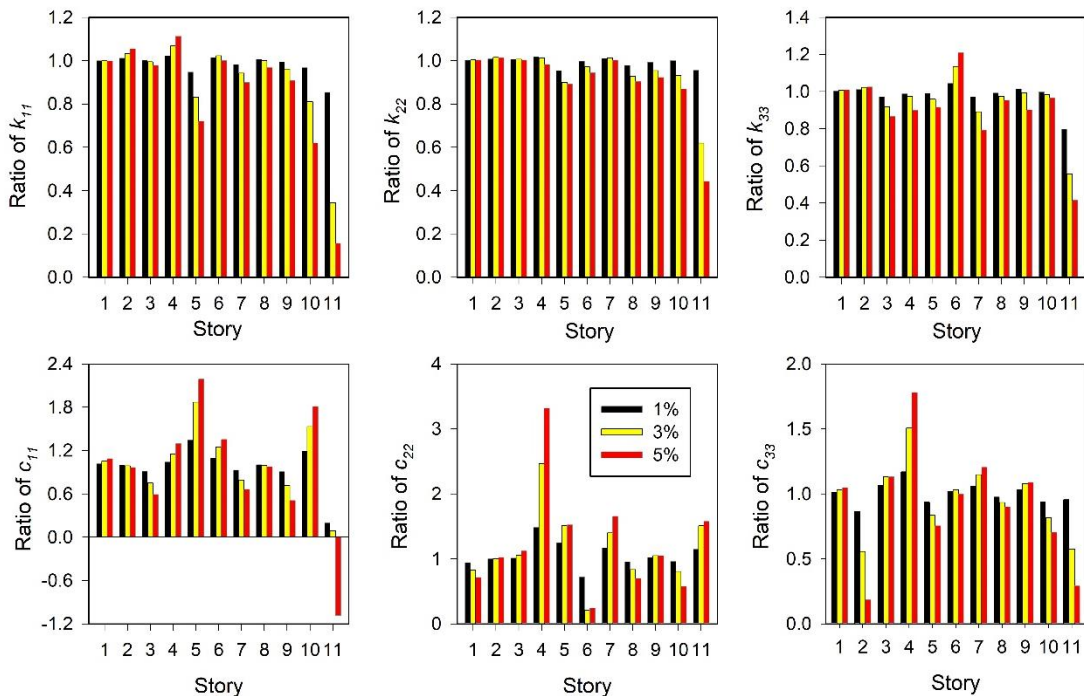 Ratio of k11
1.2
1.0
0.8
0.6
0.4
0.2
0.0
1 2 3 4 5 6 7 8 9 10 11
Story
Ratio of k22
1.2
1.0
0.8
0.6
0.4
0.2
0.0
1 2 3 4 5 6 7 8 9 10 11
Story
Ratio of k33
1.4
1.2
1.0
0.8
0.6
0.4
0.2
0.0
1 2 3 4 5 6 7 8 9 10 11
Story
Ratio of c11
2.4
1.8
1.2
0.6
0.0
-0.6
-1.2
1 2 3 4 5 6 7 8 9 10 11
Story
Ratio of c22
4
3
2
1
0
1%
3%
5%
1 2 3 4 5 6 7 8 9 10 11
Story
Ratio of c33
2.0
1.5
1.0
0.5
0.0
1 2 3 4 5 6 7 8 9 10 11
Story